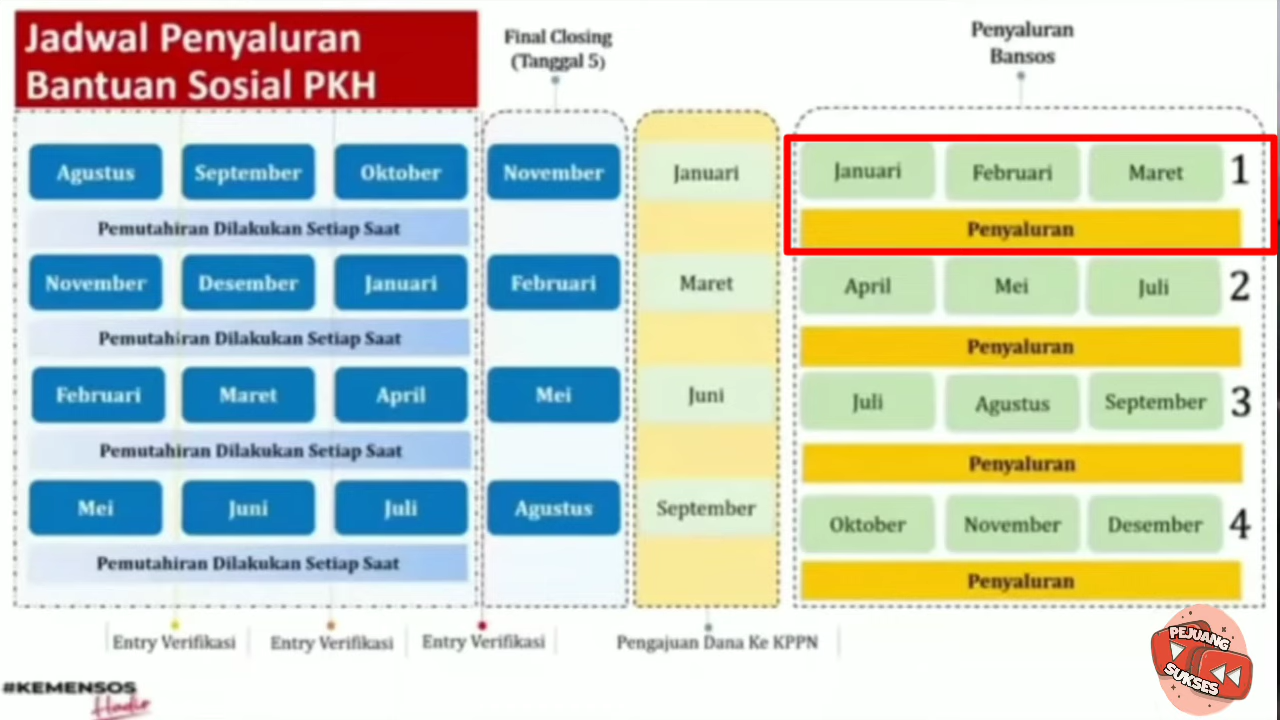 Jadwal Penyaluran
Bantuan Sosial PKH
Final Closing
(Tanggal 5)
Penyaluran
Bansos
Agustus September Oktober November Januari Januari Februari Maret 1
Pemutahiran Dilakukan Setiap Saat Penyaluran
November Desember Januari Februari Maret April Mei Juli 2
Pemutahiran Dilakukan Setiap Saat Penyaluran
Februari Maret April Mei Juni Juli Agustus September 3
Pemutahiran Dilakukan Setiap Saat Penyaluran
Mei Juni Juli Agustus September Oktober November Desember 4
Pemutahiran Dilakukan Setiap Saat Penyaluran
Entry Verifikasi Entry Verifikasi Entry Verifikasi Pengajuan Dana Ke KPPN
#KEMENSOS
Hadir
PEJUANG
SUKSES